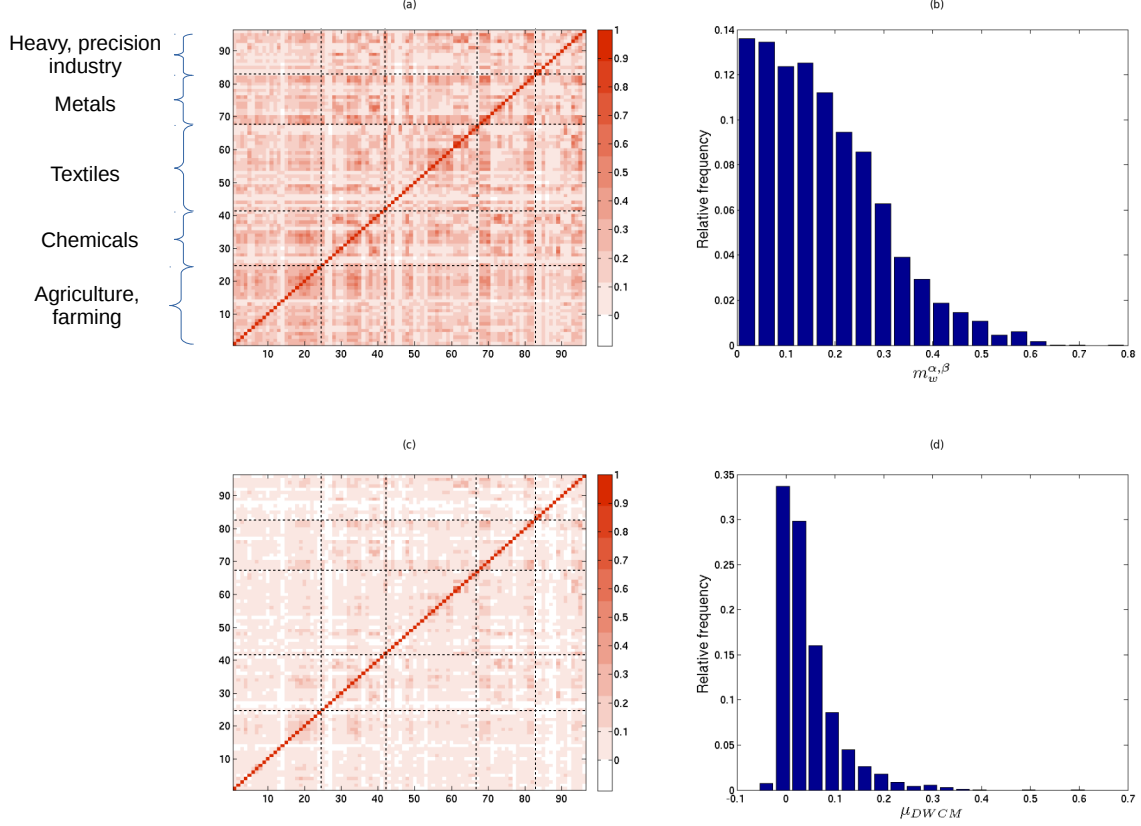 (a)
(b)
Heavy, precision
industry
Metals
Textiles
Chemicals
Agriculture,
farming
90
80
70
60
50
40
30
20
10
10 20 30 40 50 60 70 80 90
1
0.9
0.8
0.7
0.6
0.5
0.4
0.3
0.2
0.1
0
Relative frequency
0.14
0.12
0.1
0.08
0.06
0.04
0.02
0
0 0.1 0.2 0.3 0.4 0.5 0.6 0.7 0.8
m_w^{α,β}
(c)
(d)
90
80
70
60
50
40
30
20
10
10 20 30 40 50 60 70 80 90
1
0.9
0.8
0.7
0.6
0.5
0.4
0.3
0.2
0.1
0
Relative frequency
0.35
0.3
0.25
0.2
0.15
0.1
0.05
0
-0.1 0 0.1 0.2 0.3 0.4 0.5 0.6 0.7
μ_{DWCM}